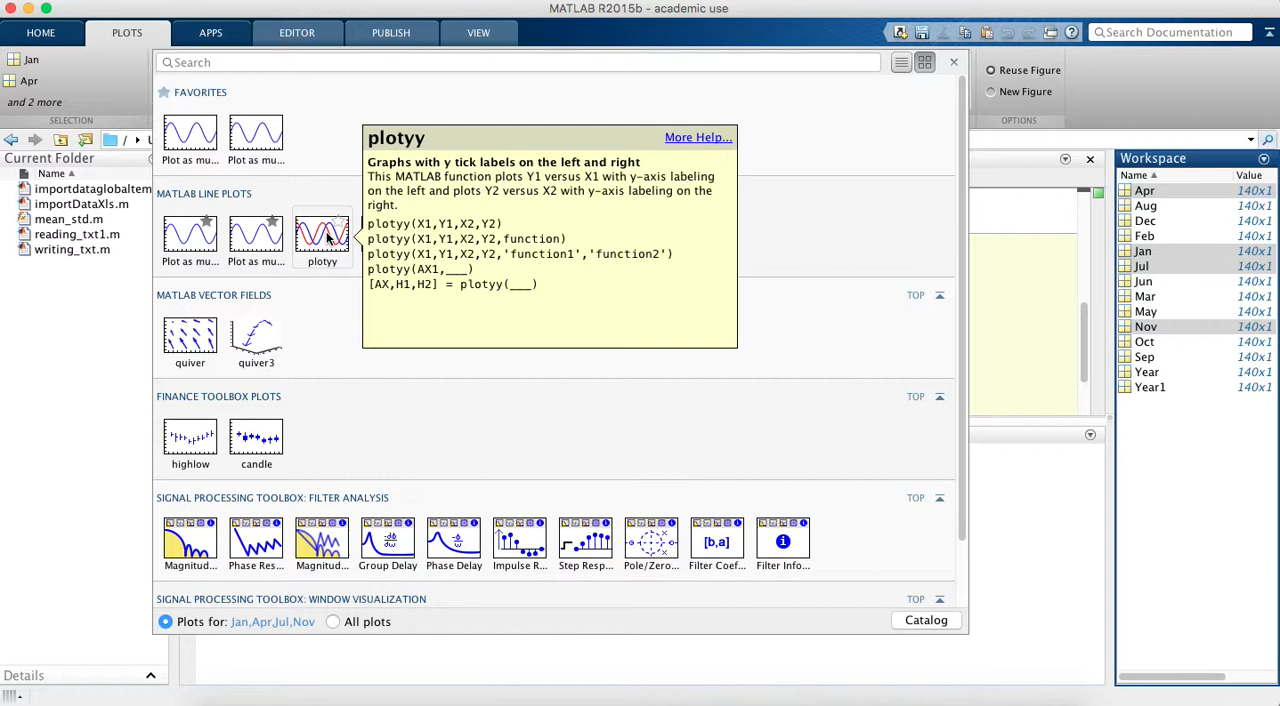 MATLAB R2015b - academic use
HOME PLOTS APPS EDITOR PUBLISH VIEW
Search Documentation
Jan
Apr
and 2 more
SELECTION
Search
Reuse Figure
New Figure
OPTIONS
/
Current Folder
Name
importdataglobaltem
importDataXls.m
mean_std.m
reading_txt1.m
writing_txt.m
Details
FAVORITES
Plot as mu... Plot as mu...
MATLAB LINE PLOTS
Plot as mu... Plot as mu... plotyy
plotyy More Help...
Graphs with y tick labels on the left and right
This MATLAB function plots Y1 versus X1 with y-axis labeling
on the left and plots Y2 versus X2 with y-axis labeling on the
right.
plotyy(X1,Y1,X2,Y2)
plotyy(X1,Y1,X2,Y2,function)
plotyy(X1,Y1,X2,Y2,'function1','function2')
plotyy(AX1,___)
[AX,H1,H2] = plotyy(___)
MATLAB VECTOR FIELDS TOP
quiver quiver3
FINANCE TOOLBOX PLOTS TOP
highlow candle
SIGNAL PROCESSING TOOLBOX: FILTER ANALYSIS TOP
[b,a]
Magnitud... Phase Res... Magnitud... Group Delay Phase Delay Impulse R... Step Resp... Pole/Zero... Filter Coef... Filter Info...
SIGNAL PROCESSING TOOLBOX: WINDOW VISUALIZATION TOP
Plots for: Jan,Apr,Jul,Nov All plots Catalog
Workspace
Name Value
Apr 140x1
Aug 140x1
Dec 140x1
Feb 140x1
Jan 140x1
Jul 140x1
Jun 140x1
Mar 140x1
May 140x1
Nov 140x1
Oct 140x1
Sep 140x1
Year 140x1
Year1 140x1